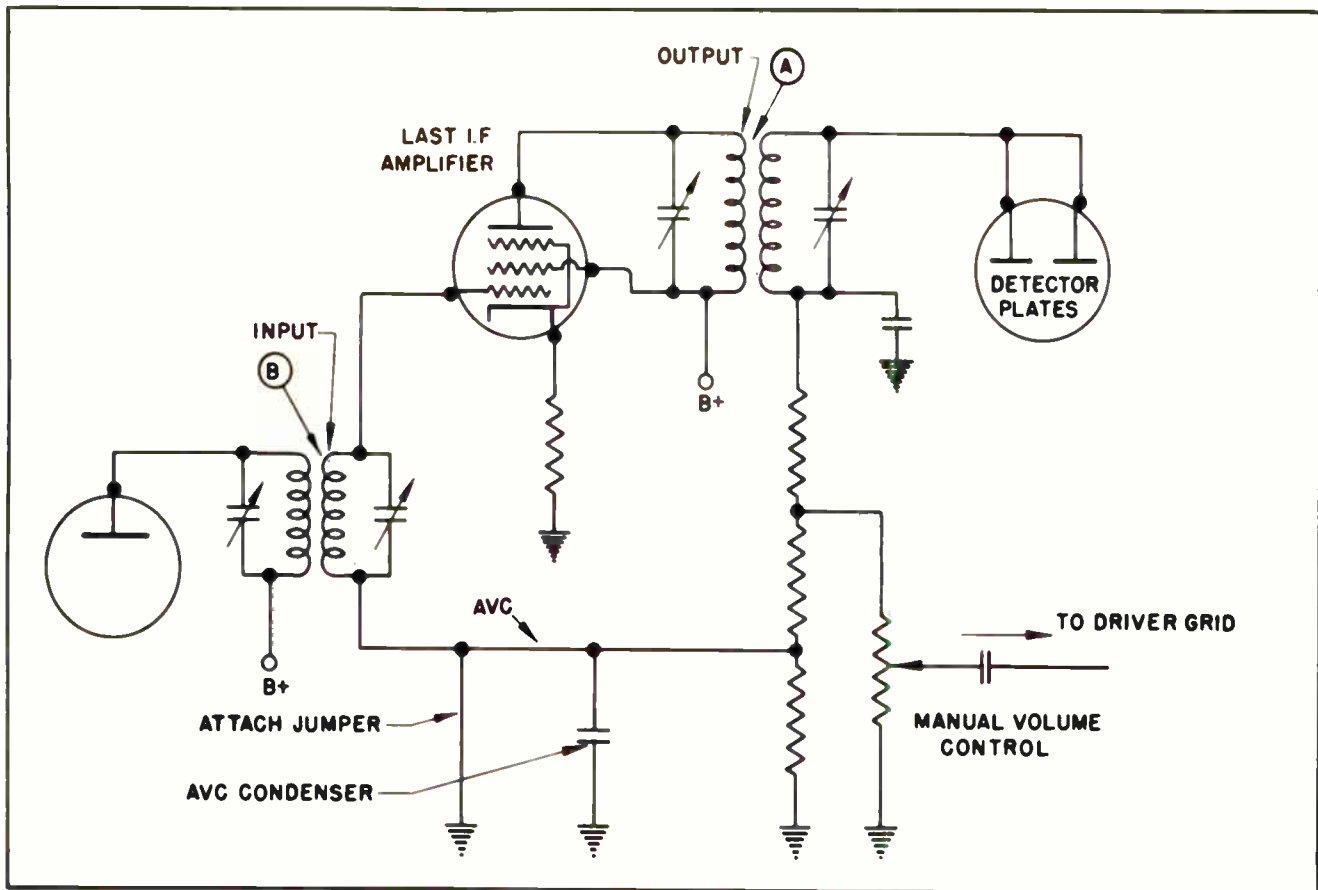 OUTPUT
A
LAST I.F
AMPLIFIER
DETECTOR
PLATES
INPUT
B
B+
B+
AVC
TO DRIVER GRID
ATTACH JUMPER
MANUAL VOLUME
CONTROL
AVC CONDENSER